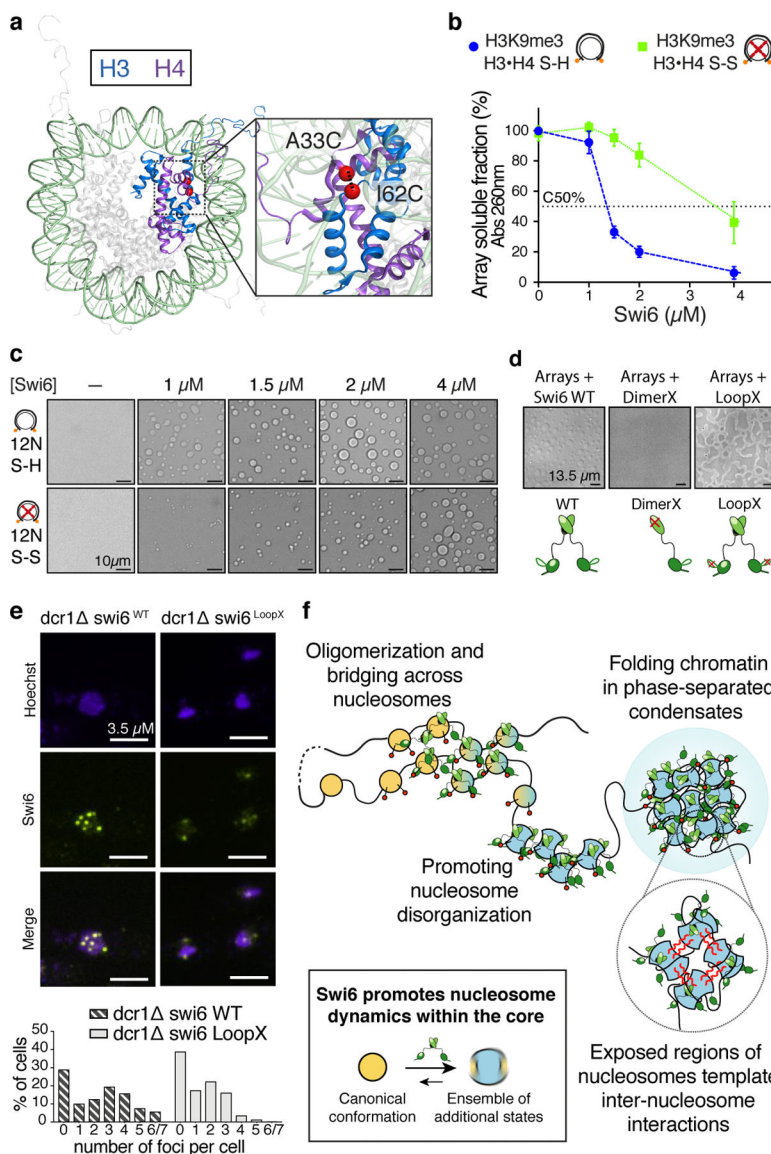 a
H3 H4
A33C
I62C
b
H3K9me3
H3•H4 S-H
H3K9me3
H3•H4 S-S
Array soluble fraction (%)
Abs 260nm
100
80
60
40
20
0
C50%
0 1 2 3 4
Swi6 (μM)
c
[Swi6] — 1 μM 1.5 μM 2 μM 4 μM
12N
S-H
12N
S-S
10μm
d
Arrays + Swi6 WT
Arrays + DimerX
Arrays + LoopX
13.5 μm
WT DimerX LoopX
e
dcr1Δ swi6 WT dcr1Δ swi6 LoopX
Hoechst
3.5 μM
Swi6
Merge
dcr1Δ swi6 WT
dcr1Δ swi6 LoopX
% of cells
50
40
30
20
10
0
0 1 2 3 4 5 6/7 0 1 2 3 4 5 6/7
number of foci per cell
f
Oligomerization and
bridging across
nucleosomes
Folding chromatin
in phase-separated
condensates
Promoting
nucleosome
disorganization
Swi6 promotes nucleosome
dynamics within the core
Canonical
conformation
Ensemble of
additional states
Exposed regions of
nucleosomes template
inter-nucleosome
interactions